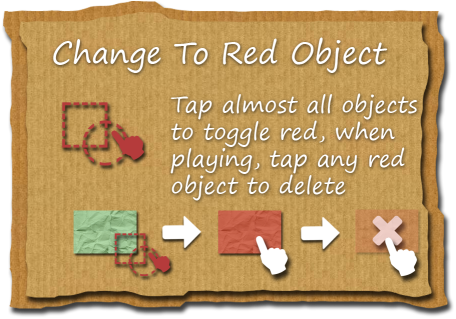 Change To Red Object
Tap almost all objects
to toggle red, when
playing, tap any red
object to delete